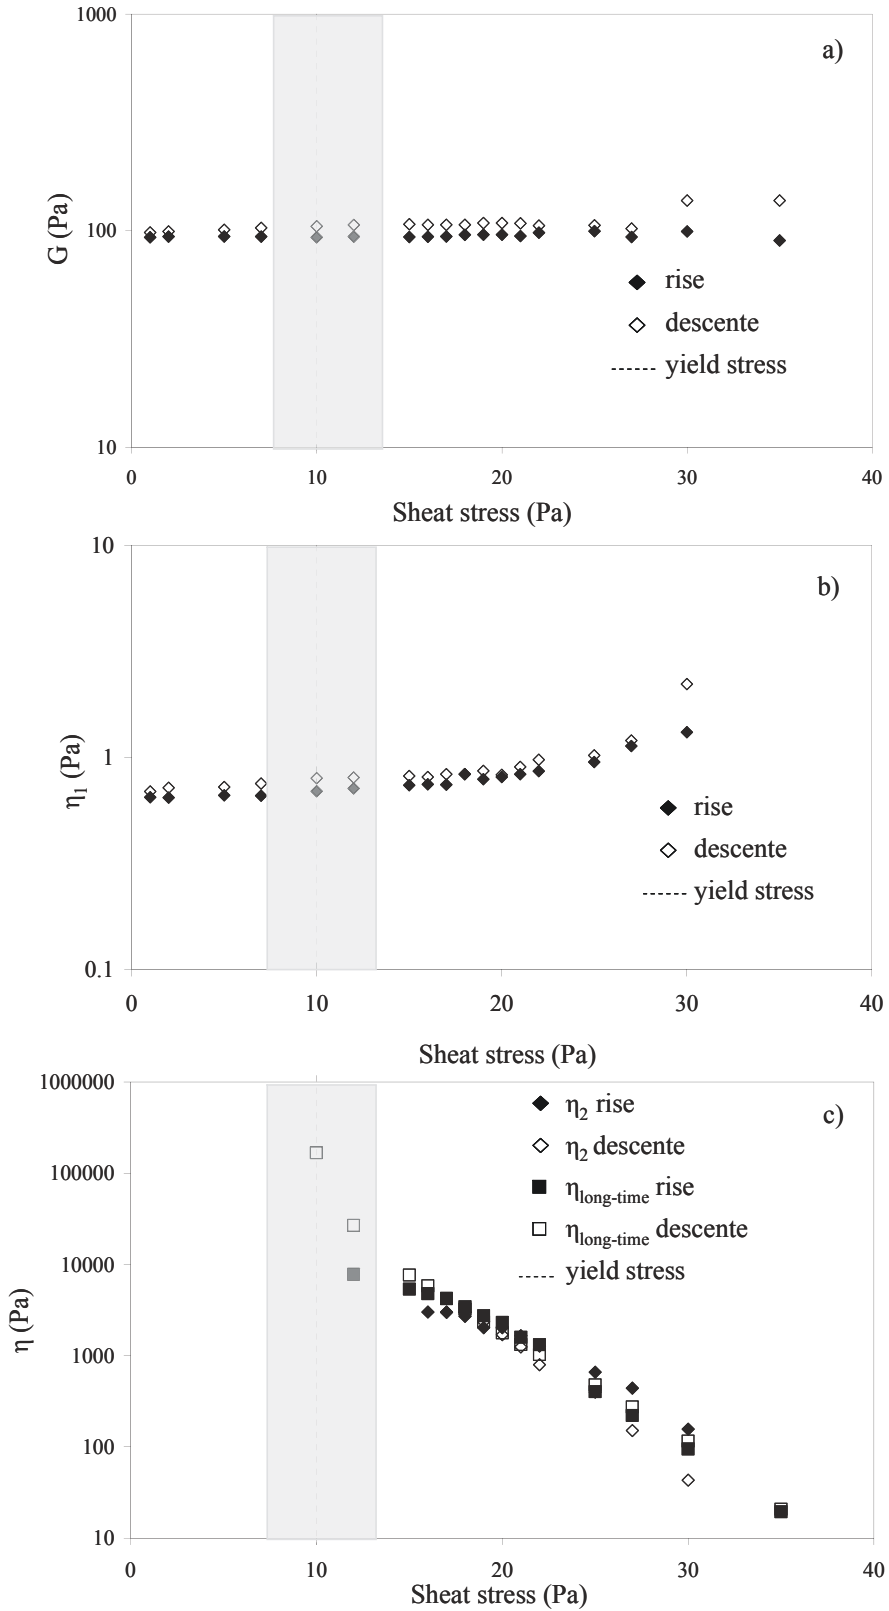 1000
a)
G (Pa)
100
rise
descente
yield stress
10
0 10 20 30 40
Sheat stress (Pa)
10
b)
η1 (Pa)
1
rise
descente
yield stress
0.1
0 10 20 30 40
Sheat stress (Pa)
1000000
η2 rise
c)
η2 descente
100000
ηlong-time rise
ηlong-time descente
10000
yield stress
η (Pa)
1000
100
10
0 10 20 30 40
Sheat stress (Pa)